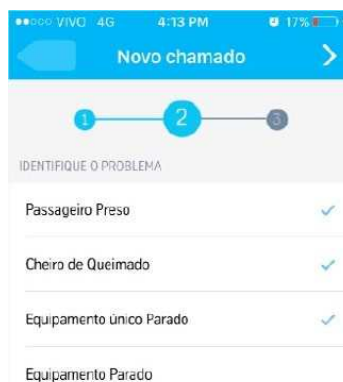 VIVO 4G 4:13 PM 17%
Novo chamado
1 2 3
IDENTIFIQUE O PROBLEMA
Passageiro Preso
Cheiro de Queimado
Equipamento único Parado
Equipamento Parado